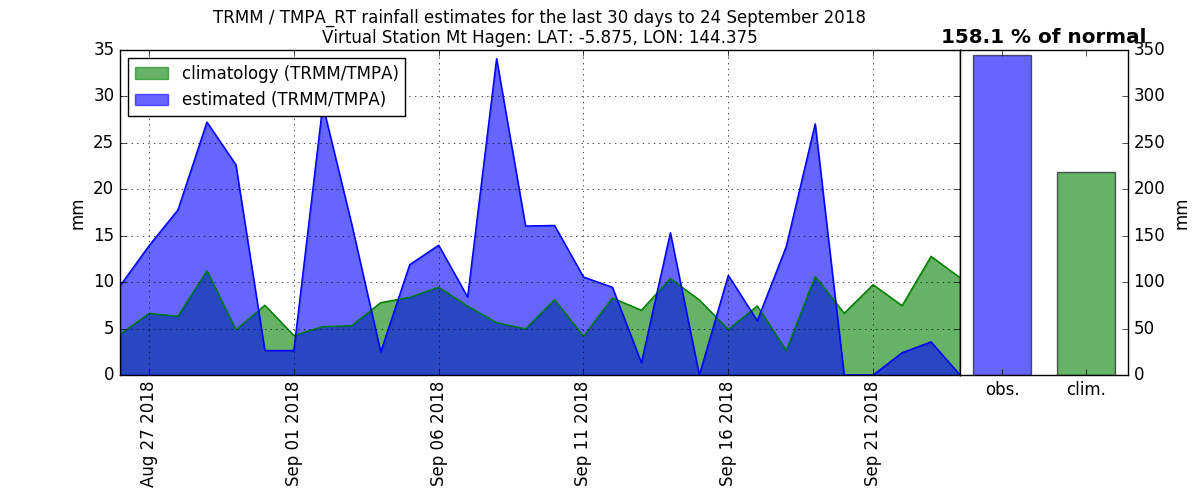 TRMM / TMPA_RT rainfall estimates for the last 30 days to 24 September 2018
Virtual Station Mt Hagen: LAT: -5.875, LON: 144.375
158.1 % of normal
climatology (TRMM/TMPA)
estimated (TRMM/TMPA)
35
30
25
20
15
10
5
0
mm
350
300
250
200
150
100
50
0
mm
Aug 27 2018
Sep 01 2018
Sep 06 2018
Sep 11 2018
Sep 16 2018
Sep 21 2018
obs.
clim.